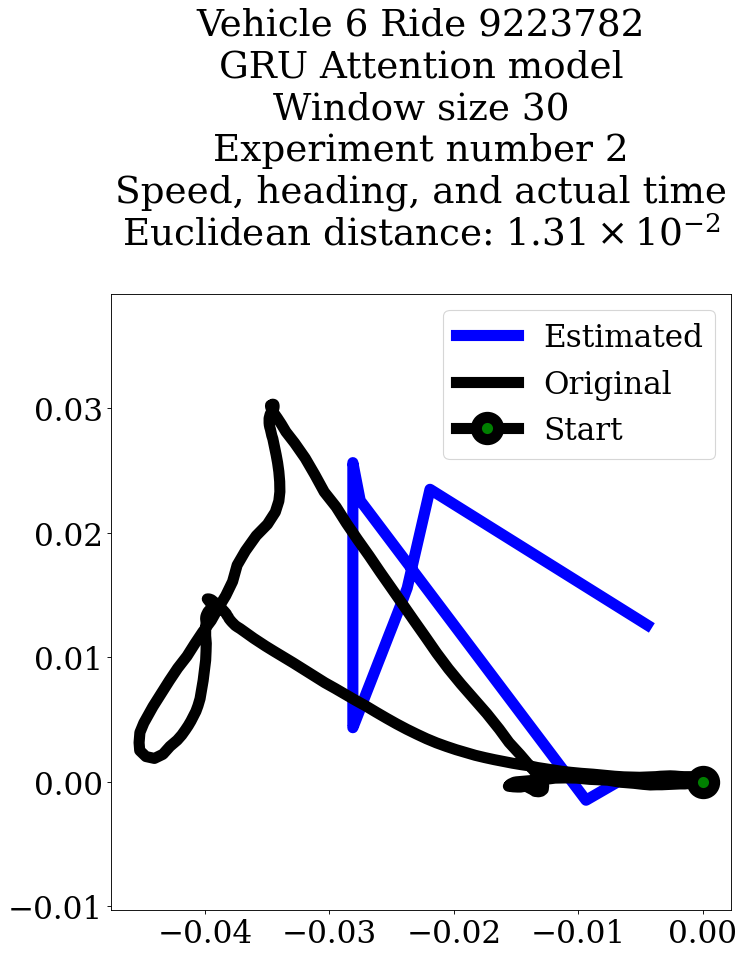 Vehicle 6 Ride 9223782
GRU Attention model
Window size 30
Experiment number 2
Speed, heading, and actual time
Euclidean distance: $1.31 \times 10^{-2}$
Estimated
Original
Start
0.03
0.02
0.01
0.00
−0.01
−0.04 −0.03 −0.02 −0.01 0.00